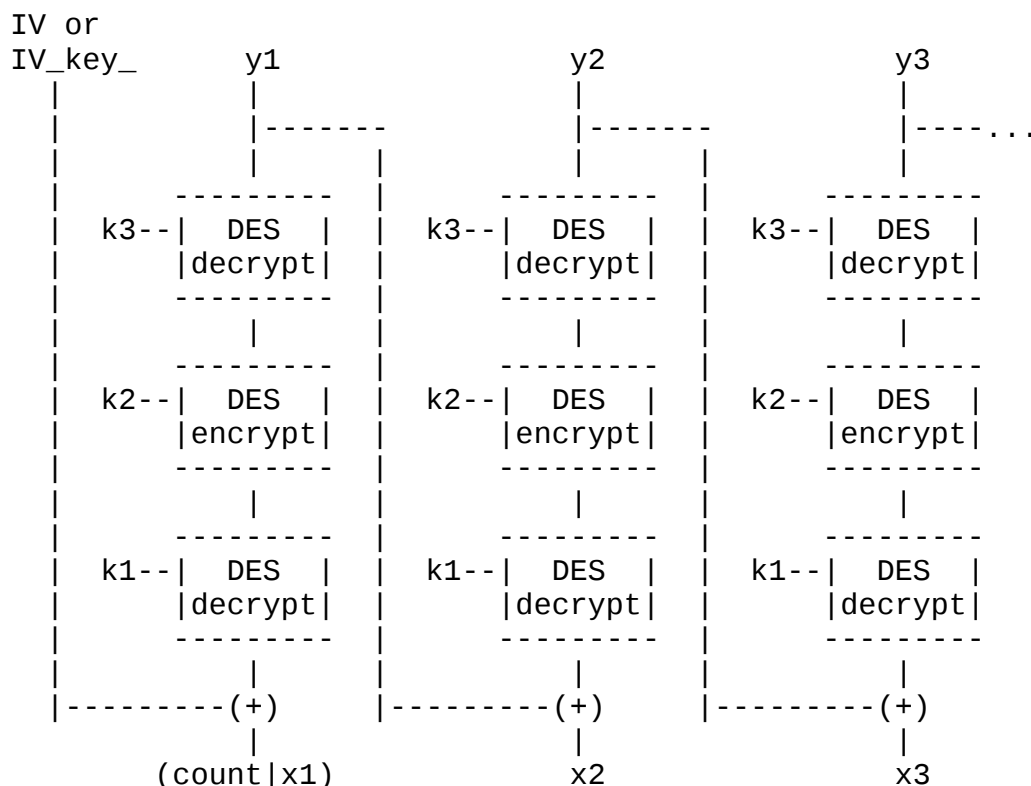 IV or
IV_key_ y1 y2 y3
| | | |
| |------- |------- |----...
| | | | | |
| --------- | --------- | ---------
| k3--| DES | | k3--| DES | | k3--| DES |
| |decrypt| | |decrypt| | |decrypt|
| --------- | --------- | ---------
| | | | | |
| --------- | --------- | ---------
| k2--| DES | | k2--| DES | | k2--| DES |
| |encrypt| | |encrypt| | |encrypt|
| --------- | --------- | ---------
| | | | | |
| --------- | --------- | ---------
| k1--| DES | | k1--| DES | | k1--| DES |
| |decrypt| | |decrypt| | |decrypt|
| --------- | --------- | ---------
| | | | | |
|---------(+) |---------(+) |---------(+)
| | |
(count|x1) x2 x3